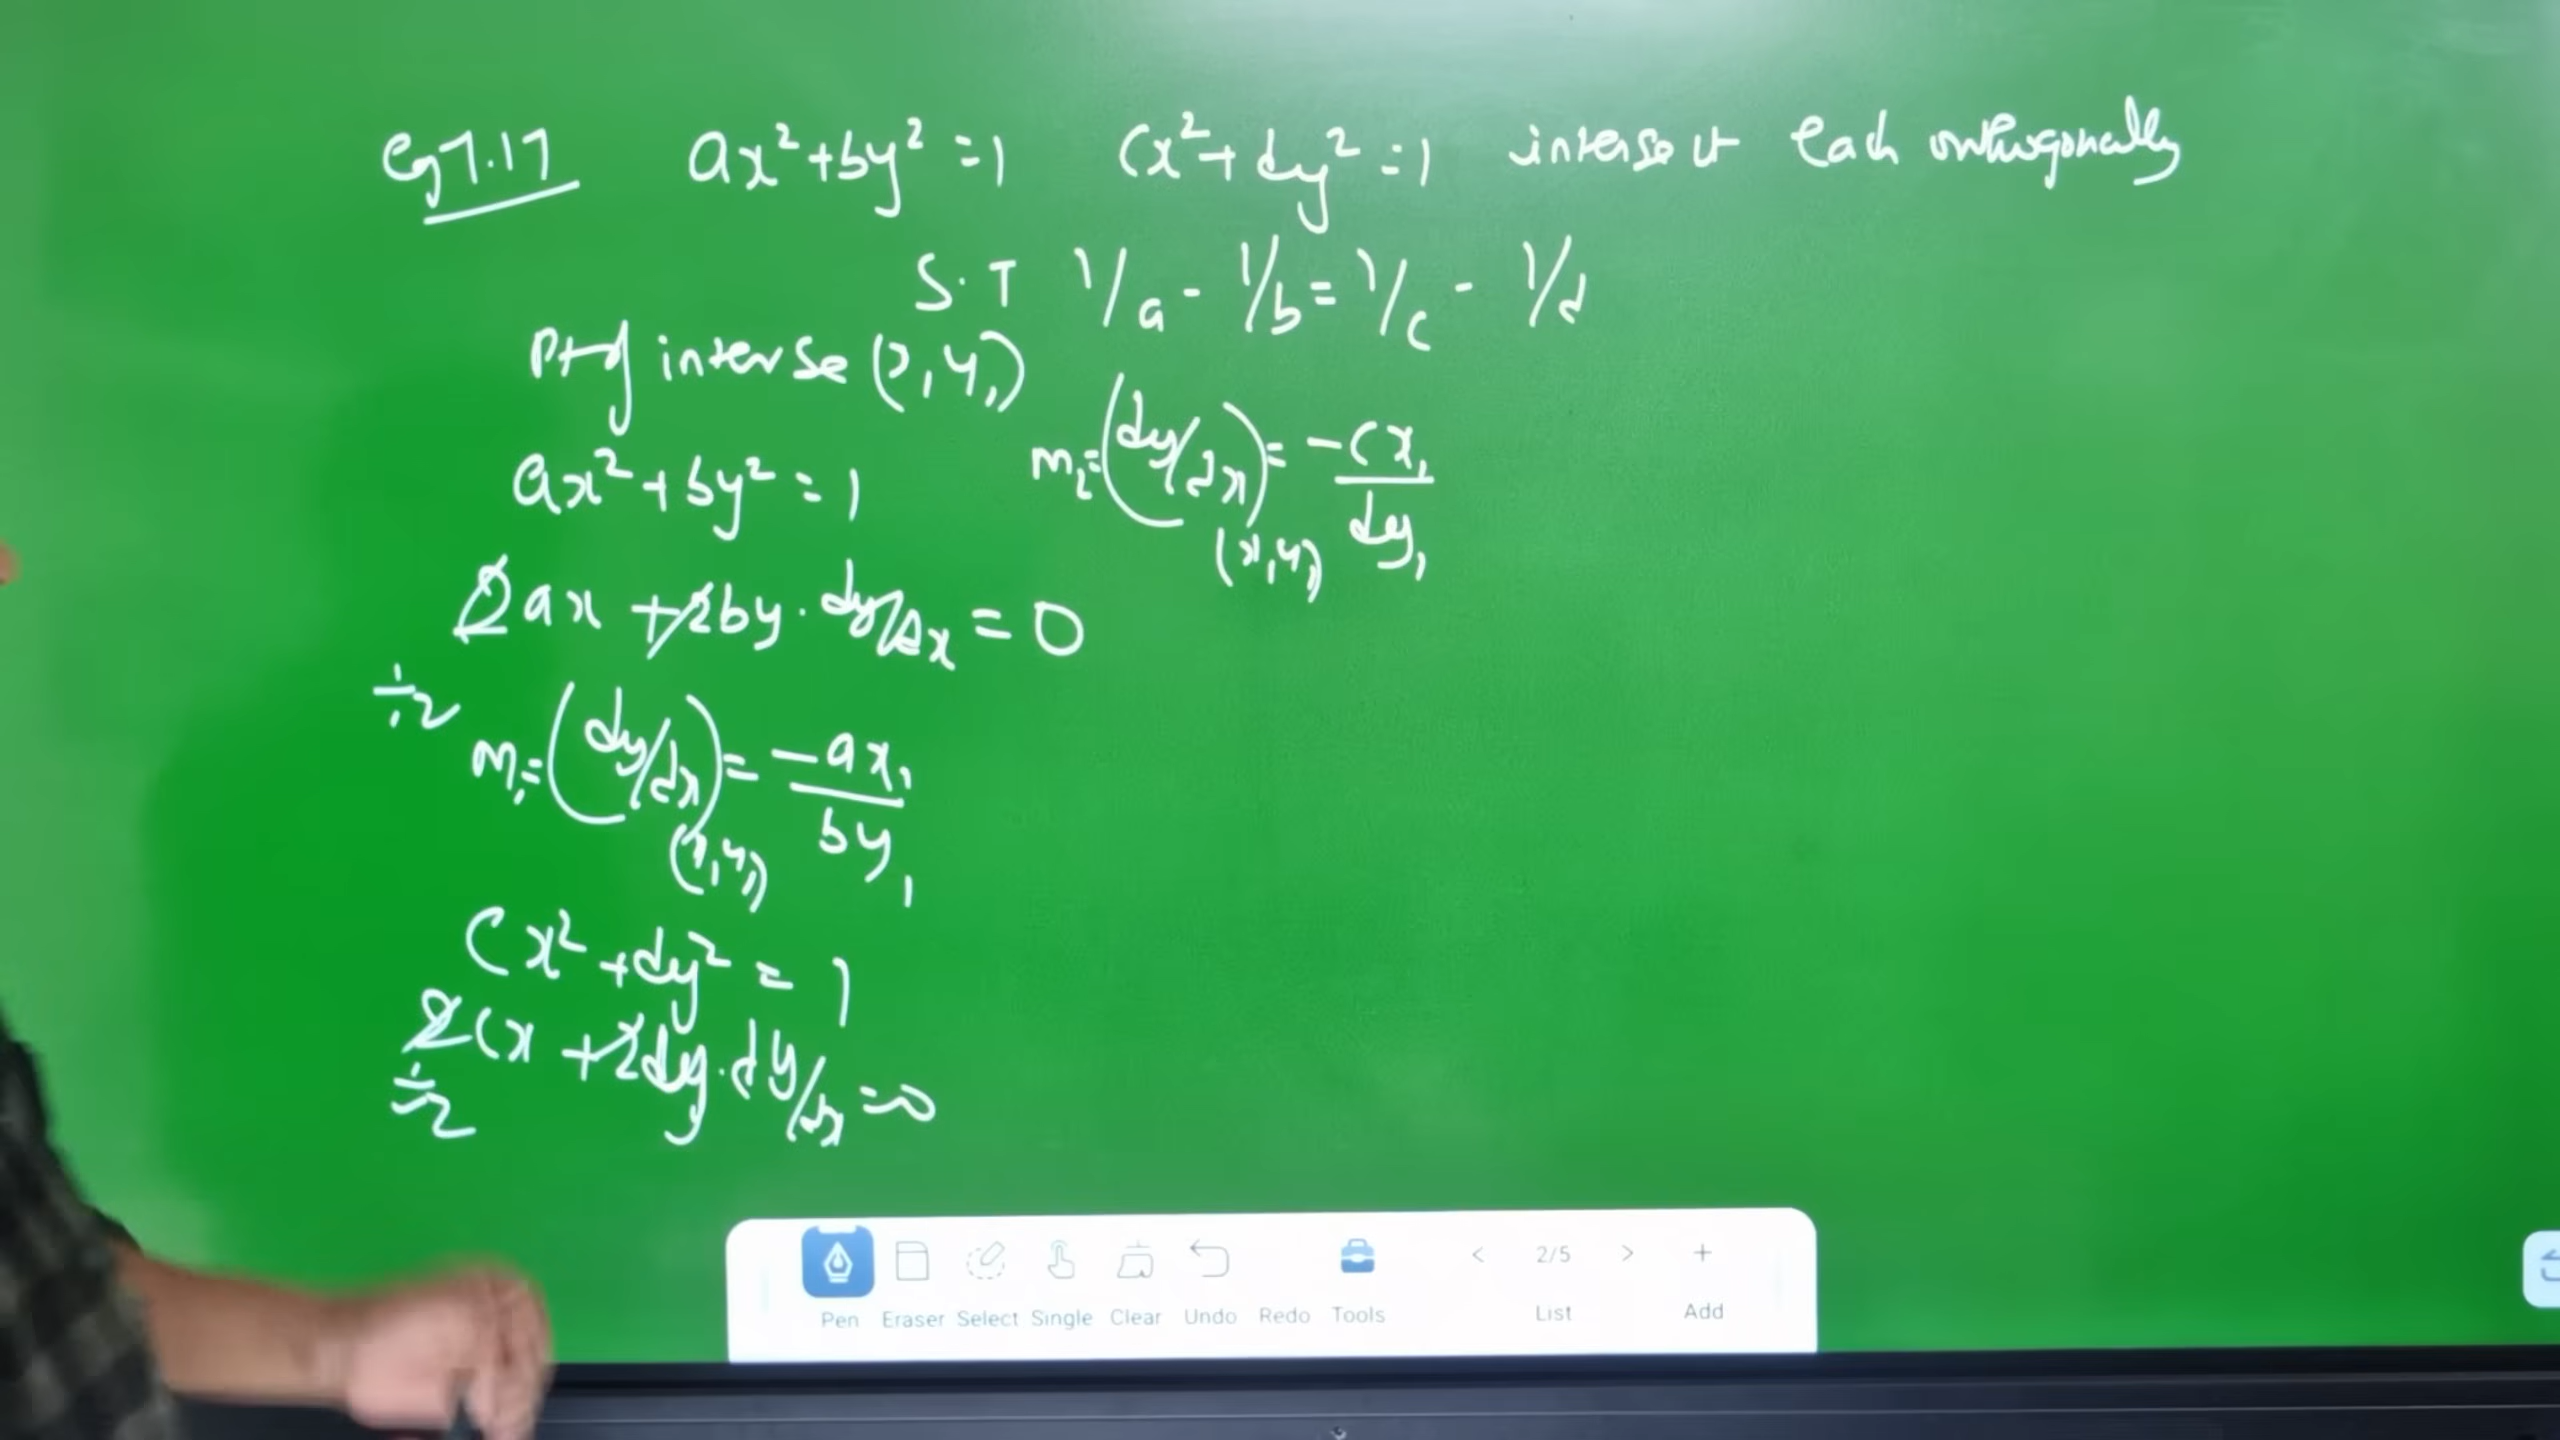 Eg 7.17 ax²+by²=1 cx²+dy²=1 intersect each orthogonally
S.T 1/a - 1/b = 1/c - 1/d
Pt of interse (x₁,y₁)
ax²+by²=1
2ax+2by.dy/dx=0
÷2
m₁=(dy/dx)(x₁,y₁)=-ax₁/by₁
cx²+dy²=1
2cx+2dy.dy/dx=0
÷2
m₂=(dy/dx)(x₁,y₁)=-cx₁/dy₁
Pen Eraser Select Single Clear Undo Redo Tools < 2/5 > + List Add